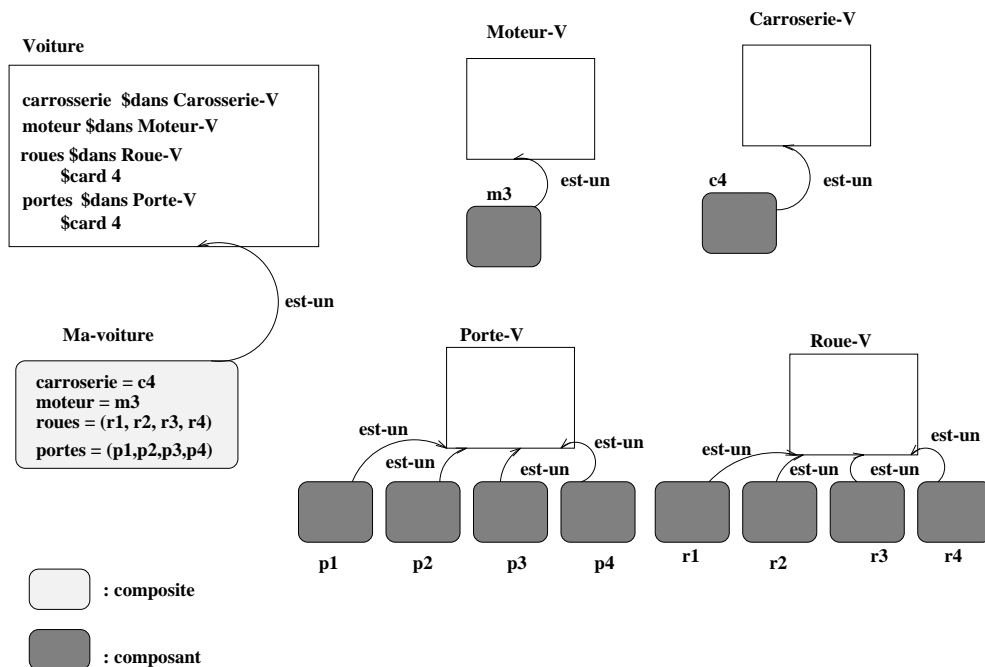 Voiture
carrosserie $dans Carosserie-V
moteur $dans Moteur-V
roues $dans Roue-V
$card 4
portes $dans Porte-V
$card 4
est-un
Moteur-V
m3
est-un
Carroserie-V
c4
est-un
Ma-voiture
carroserie = c4
moteur = m3
roues = (r1, r2, r3, r4)
portes = (p1,p2,p3,p4)
Porte-V
est-un
est-un
est-un
est-un
p1
p2
p3
p4
Roue-V
est-un
est-un
est-un
est-un
r1
r2
r3
r4
: composite
: composant